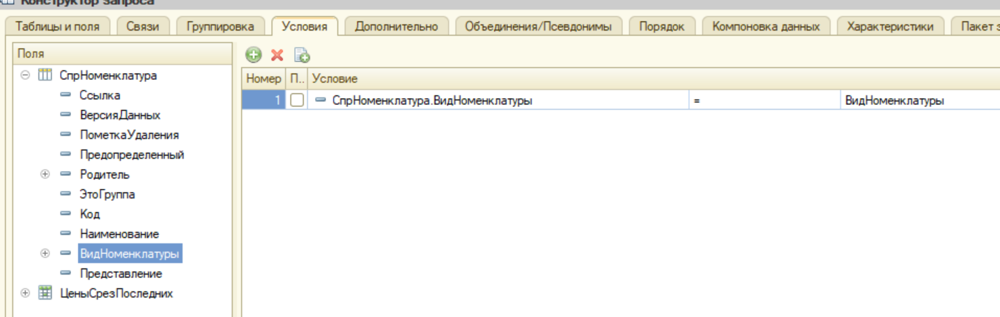 Конструктор запроса
Таблицы и поля Связи Группировка Условия Дополнительно Объединения/Псевдонимы Порядок Компоновка данных Характеристики Пакет з
Поля
СпрНоменклатура
Ссылка
ВерсияДанных
ПометкаУдаления
Предопределенный
Родитель
ЭтоГруппа
Код
Наименование
ВидНоменклатуры
Представление
ЦеныСрезПоследних
Номер П.. Условие
1 СпрНоменклатура.ВидНоменклатуры = ВидНоменклатуры